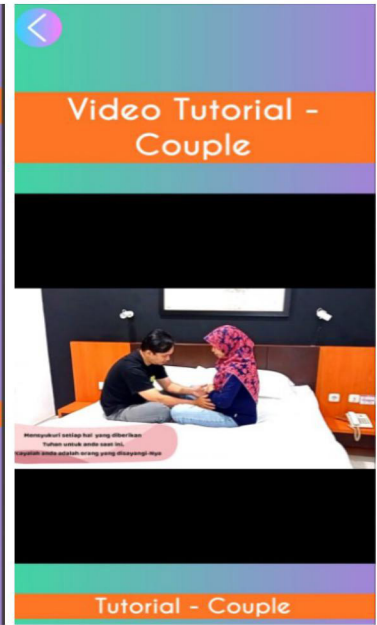 Video Tutorial -
Couple
Mensyukuri setiap hal yang diberikan
Tuhan untuk anda saat ini,
anda adalah orang yang disayangi-Nya
Tutorial - Couple